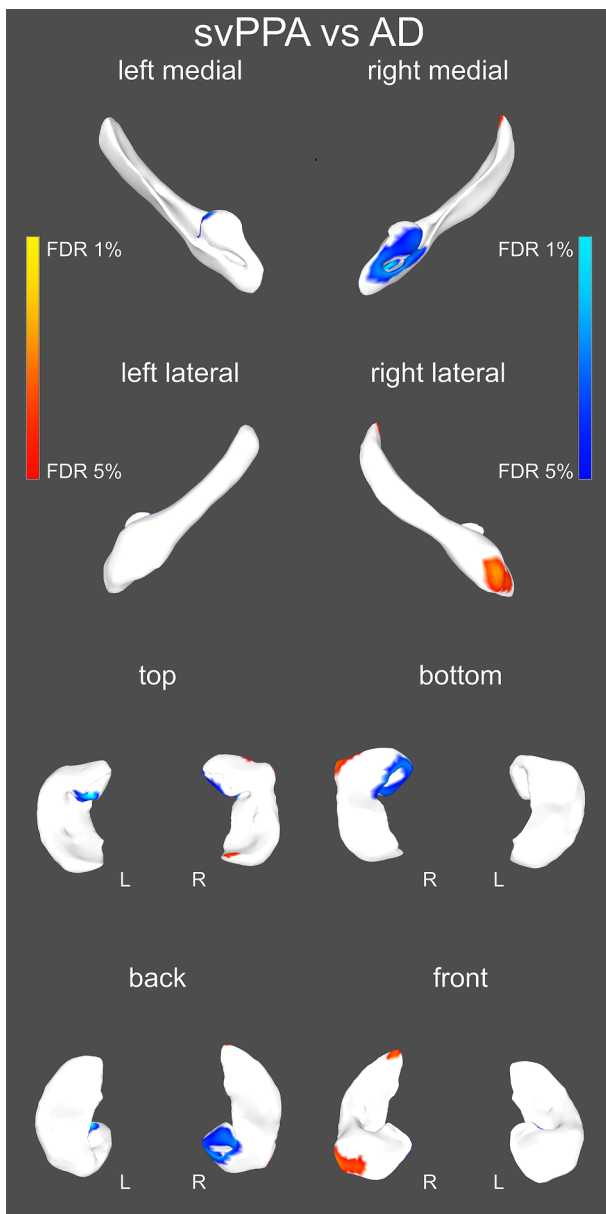 svPPA vs AD
left medial
right medial
FDR 1%
FDR 1%
left lateral
right lateral
FDR 5%
FDR 5%
top
bottom
L
R
R
L
back
front
L
R
R
L